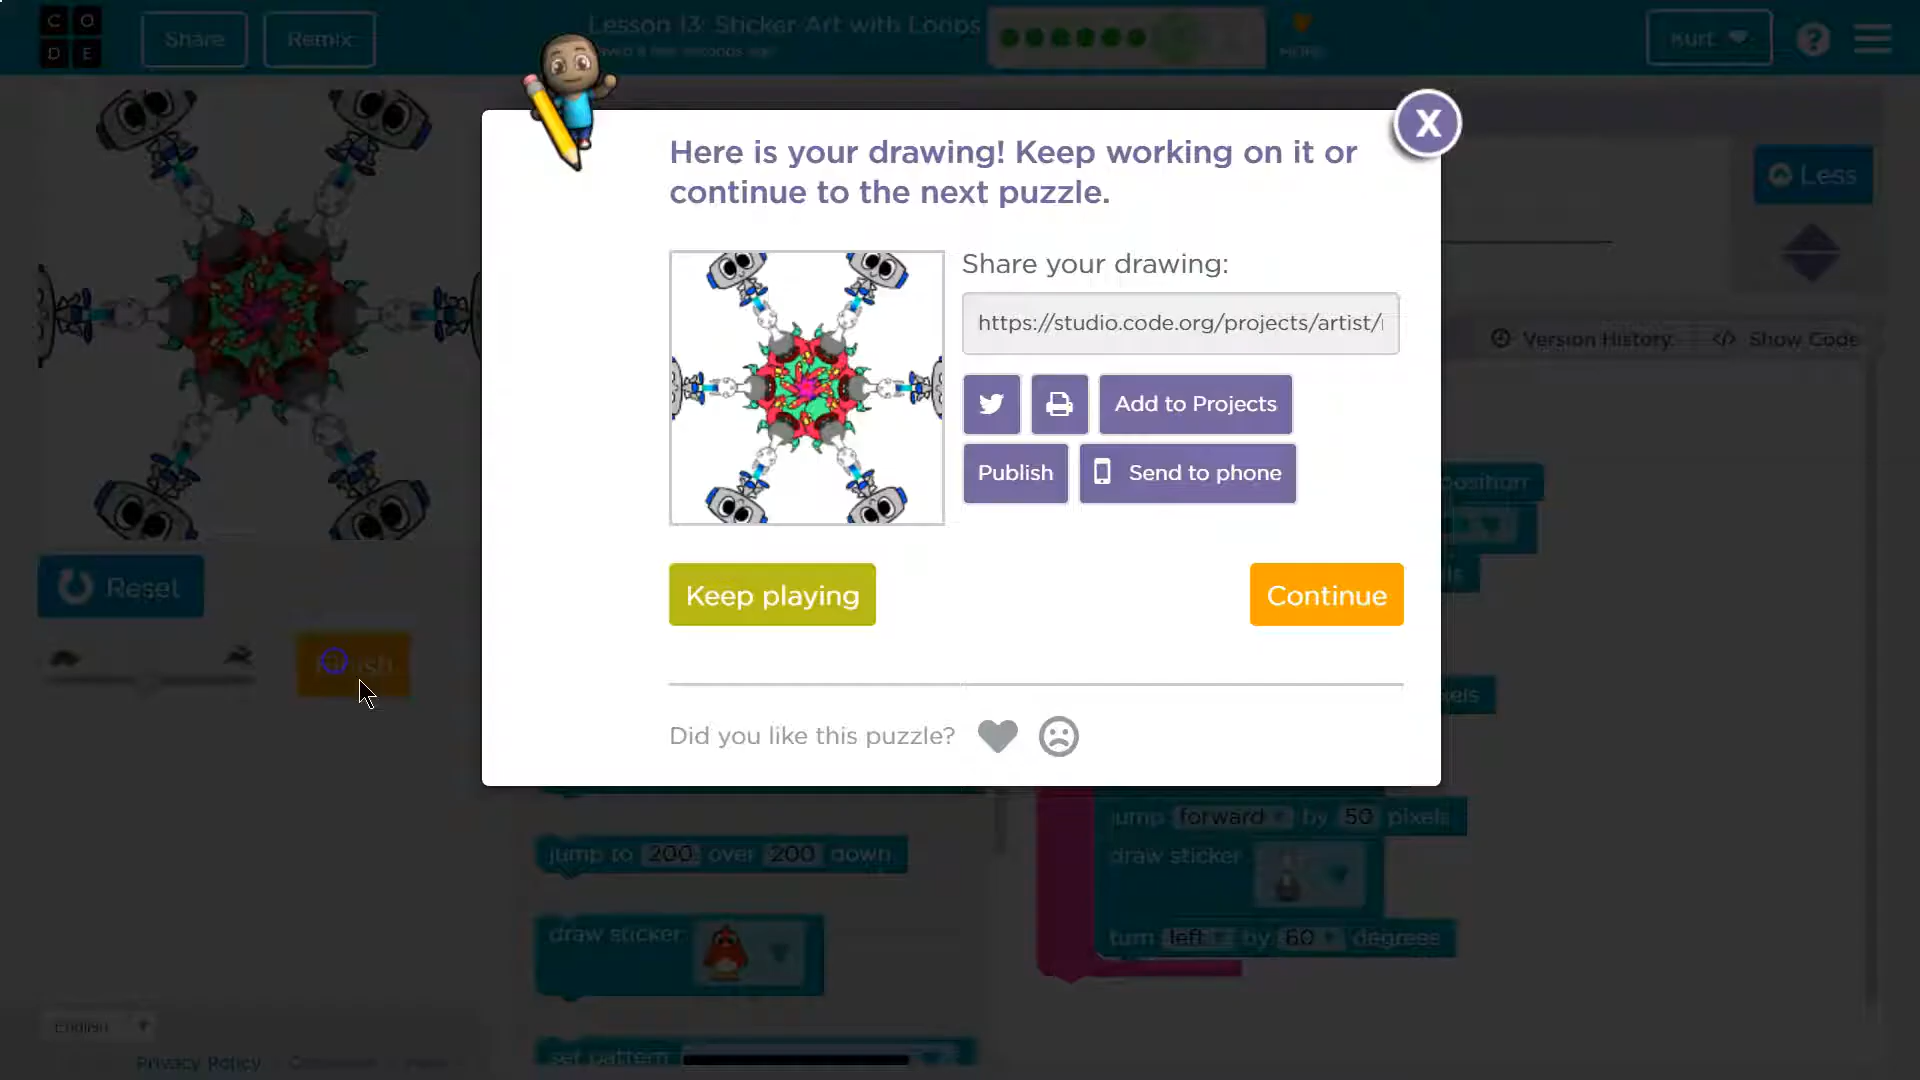 C O
D E
Share
Remix
Lesson 13: Sticker Art with Loops
MORE
Kurt
?
X
Here is your drawing! Keep working on it or
continue to the next puzzle.
Less
Share your drawing:
https://studio.code.org/projects/artist/
Version History
</> Show Code
Add to Projects
Publish
Send to phone
position
Reset
Keep playing
Continue
Finish
Did you like this puzzle?
jump forward by 50 pixels
jump to 200 over 200 down
draw sticker
draw sticker
turn left by 60 degrees
English
set pattern
Privacy Policy